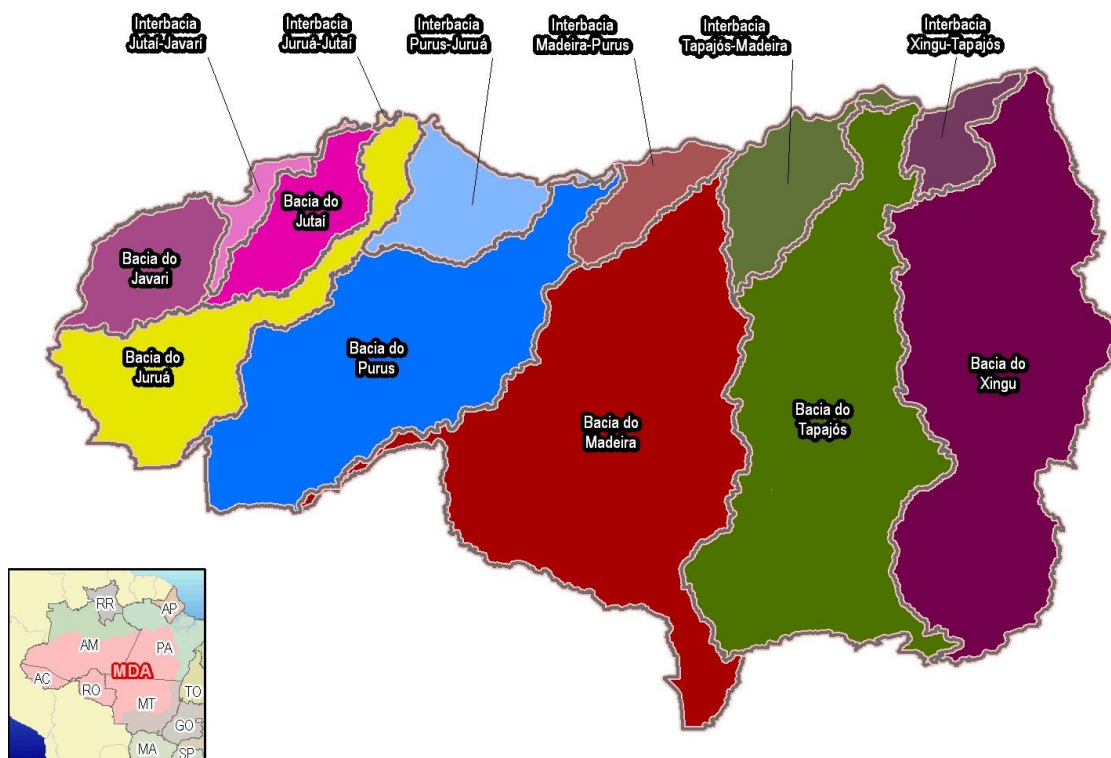 Interbacia
Jutaí-Javarí
Interbacia
Juruá-Jutaí
Interbacia
Purus-Juruá
Interbacia
Madeira-Purus
Interbacia
Tapajós-Madeira
Interbacia
Xingu-Tapajós
Bacia do
Jutaí
Bacia do
Javari
Bacia do
Juruá
Bacia do
Purus
Bacia do
Madeira
Bacia do
Tapajós
Bacia do
Xingu
RR
AP
AM
PA
MDA
AC
RO
MT
TO
GO
MA
SP